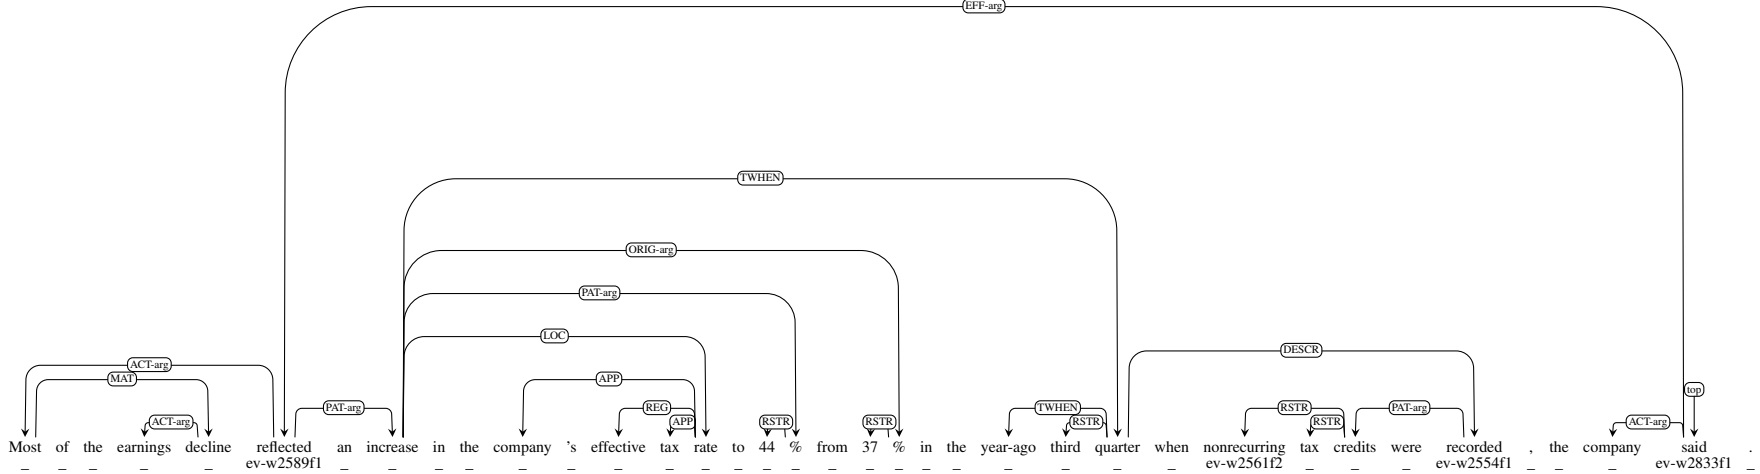 EFF-arg
TWHEN
ORIG-arg
PAT-arg
LOC
DESCR
ACT-arg
MAT APP
top
PAT-arg REG TWHEN RSTR PAT-arg
ACT-arg APP RSTR RSTR RSTR RSTR ACT-arg
Most of the earnings decline reflected an increase in the company 's effective tax rate to 44 % from 37 % in the year-ago third quarter when nonrecurring tax credits were recorded , the company said .
_ _ _ _ _ ev-w2589f1 _ _ _ _ _ _ _ _ _ _ _ _ _ _ _ _ _ _ _ _ _ ev-w2561f2 _ _ _ ev-w2554f1 _ _ _ ev-w2833f1 _